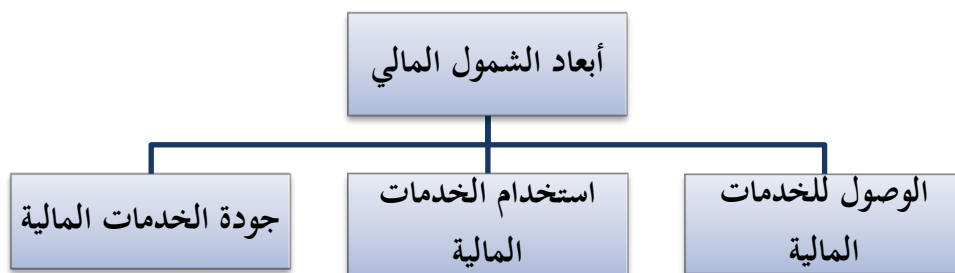 أبعاد الشمول المالي
الوصول للخدمات
المالية
استخدام الخدمات
المالية
جودة الخدمات المالية